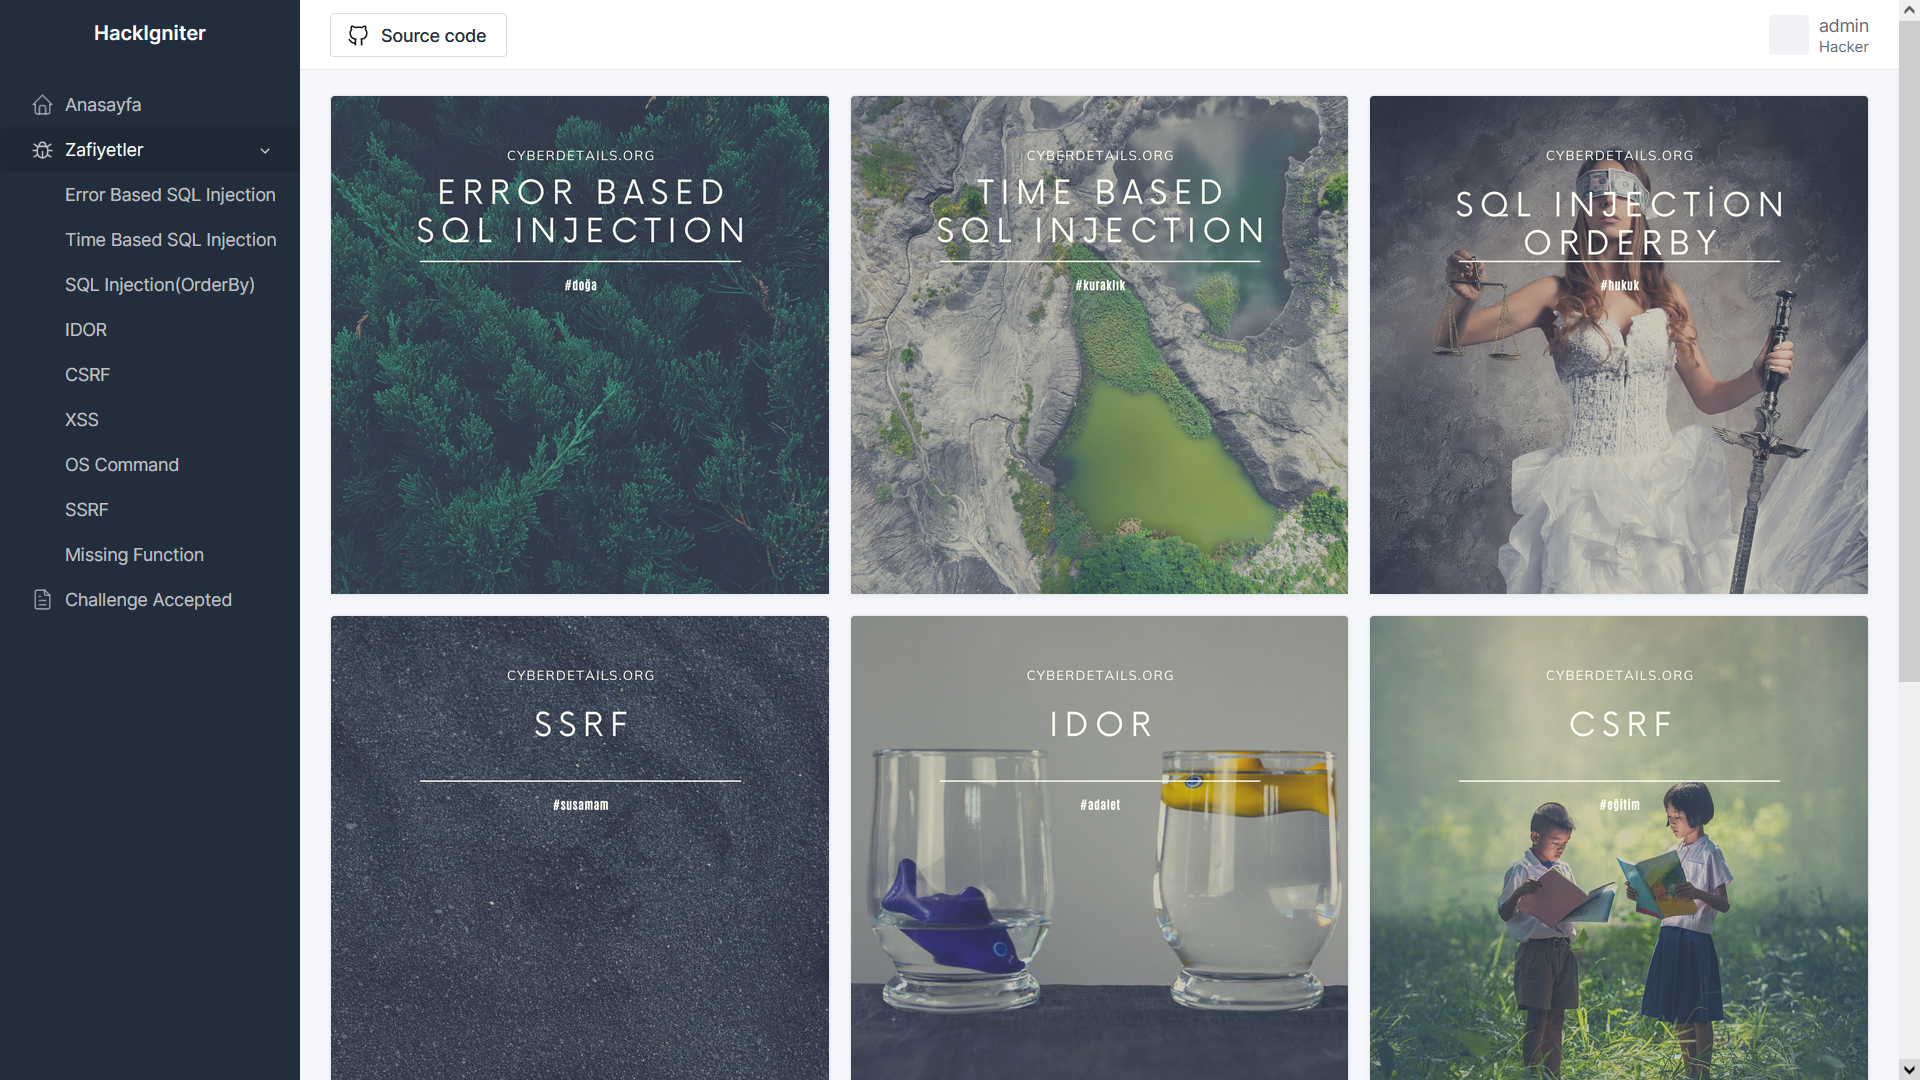 HackIgniter
Source code
admin
Hacker
Anasayfa
Zafiyetler
Error Based SQL Injection
Time Based SQL Injection
SQL Injection(OrderBy)
IDOR
CSRF
XSS
OS Command
SSRF
Missing Function
Challenge Accepted
CYBERDETAILS.ORG
ERROR BASED
SQL INJECTION
#doğa
CYBERDETAILS.ORG
TIME BASED
SQL INJECTION
#kuraklık
CYBERDETAILS.ORG
SQL INJECTİON
ORDERBY
#hukuk
CYBERDETAILS.ORG
SSRF
#susamam
CYBERDETAILS.ORG
IDOR
#adalet
CYBERDETAILS.ORG
CSRF
#eğitim